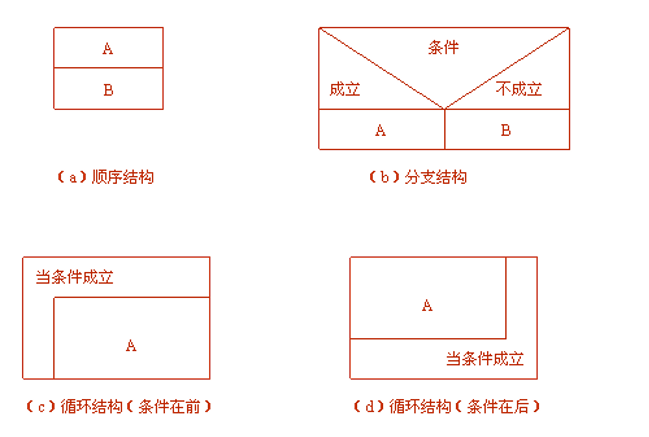 A
B
(a)顺序结构
条件
成立
不成立
A
B
(b)分支结构
当条件成立
A
(c)循环结构(条件在前)
A
当条件成立
(d)循环结构(条件在后)